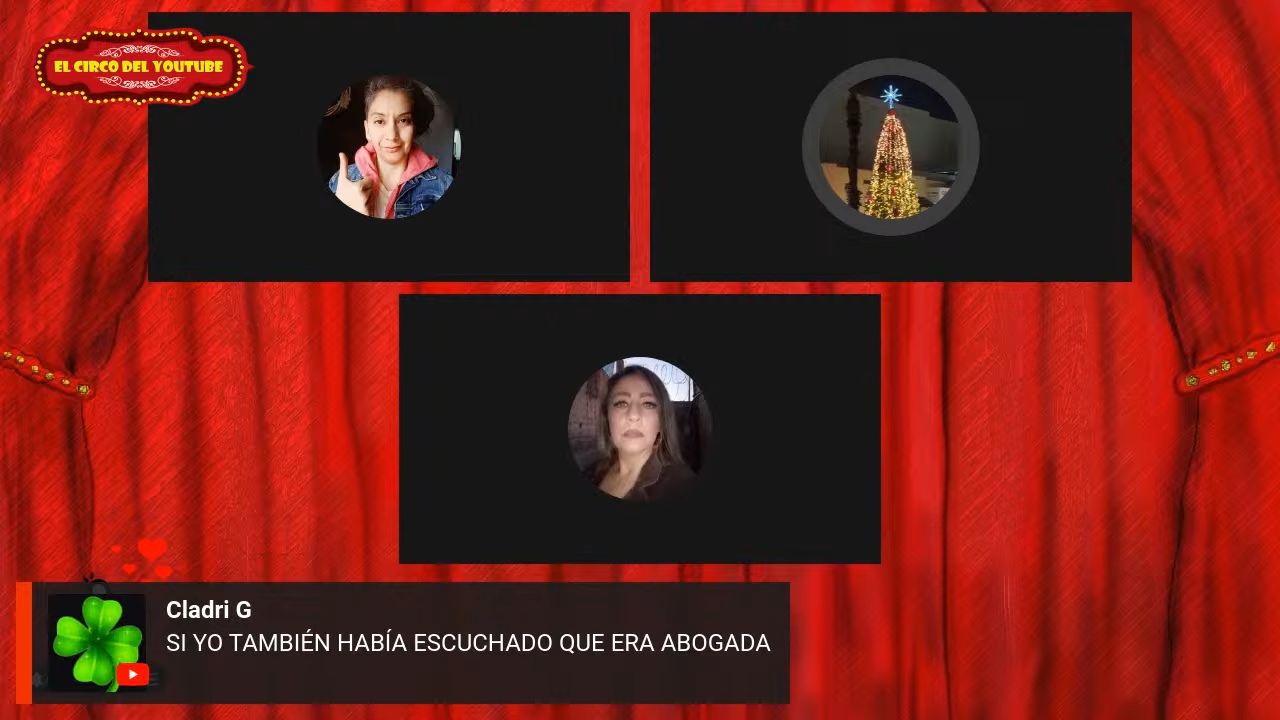 EL CIRCO DEL YOUTUBE
Cladri G
SI YO TAMBIÉN HABÍA ESCUCHADO QUE ERA ABOGADA